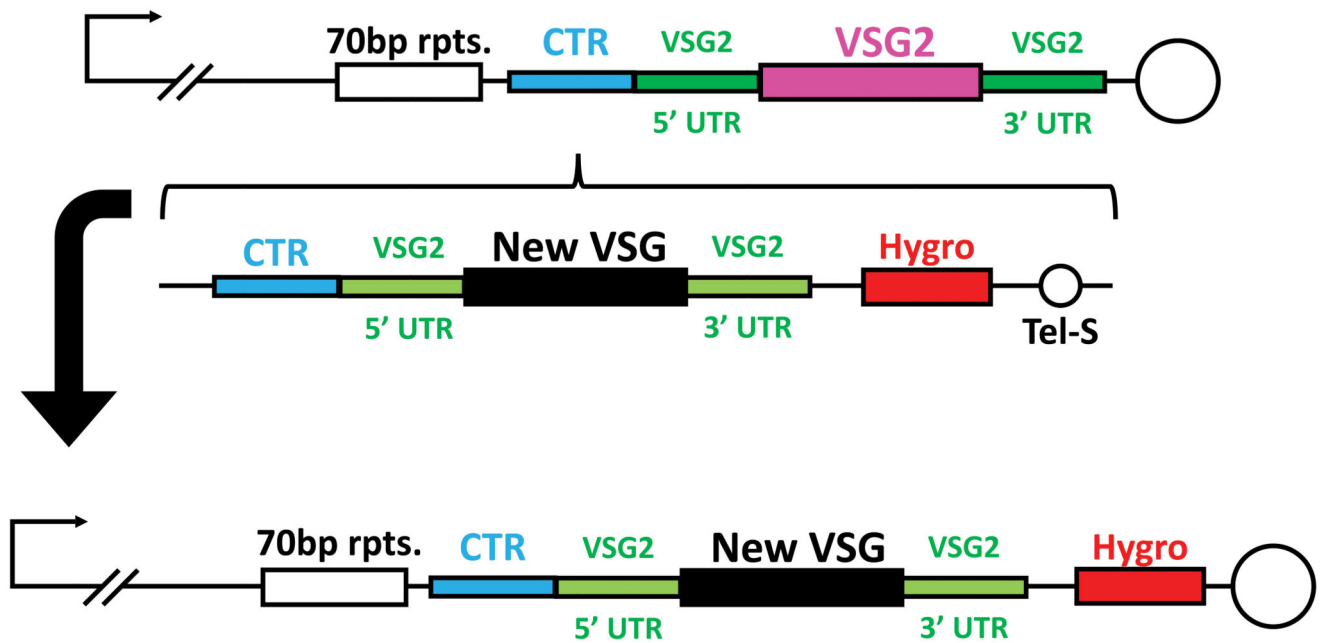 70bp rpts. CTR VSG2 VSG2 VSG2
5’ UTR 3’ UTR
CTR VSG2 New VSG VSG2 Hygro
5’ UTR 3’ UTR Tel-S
70bp rpts. CTR VSG2 New VSG VSG2 Hygro
5’ UTR 3’ UTR